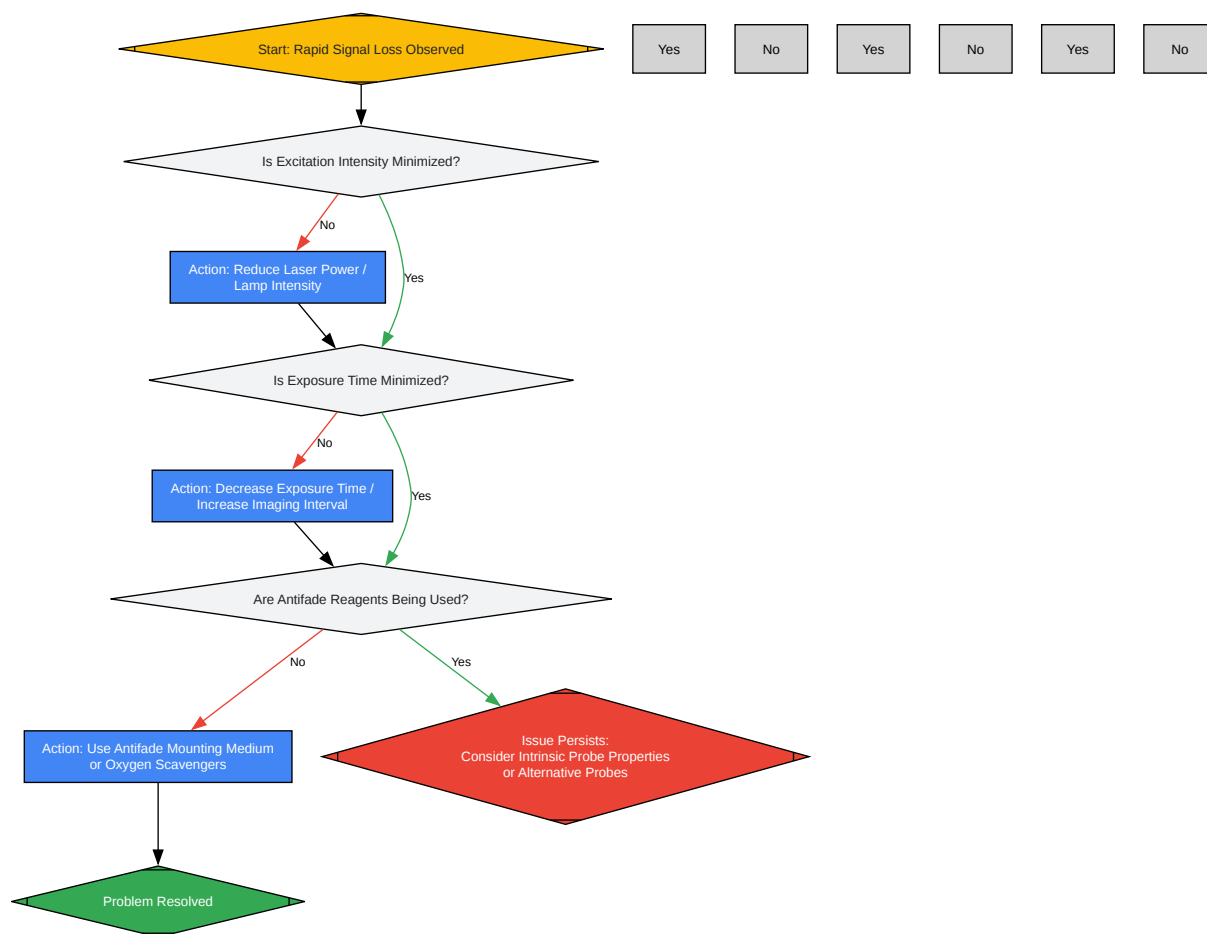 Start: Rapid Signal Loss Observed
Yes
No
Yes
No
Yes
No
Is Excitation Intensity Minimized?
No
Action: Reduce Laser Power /
Lamp Intensity
Yes
Is Exposure Time Minimized?
No
Action: Decrease Exposure Time /
Increase Imaging Interval
Yes
Are Antifade Reagents Being Used?
No
Yes
Action: Use Antifade Mounting Medium
or Oxygen Scavengers
Issue Persists:
Consider Intrinsic Probe Properties
or Alternative Probes
Problem Resolved